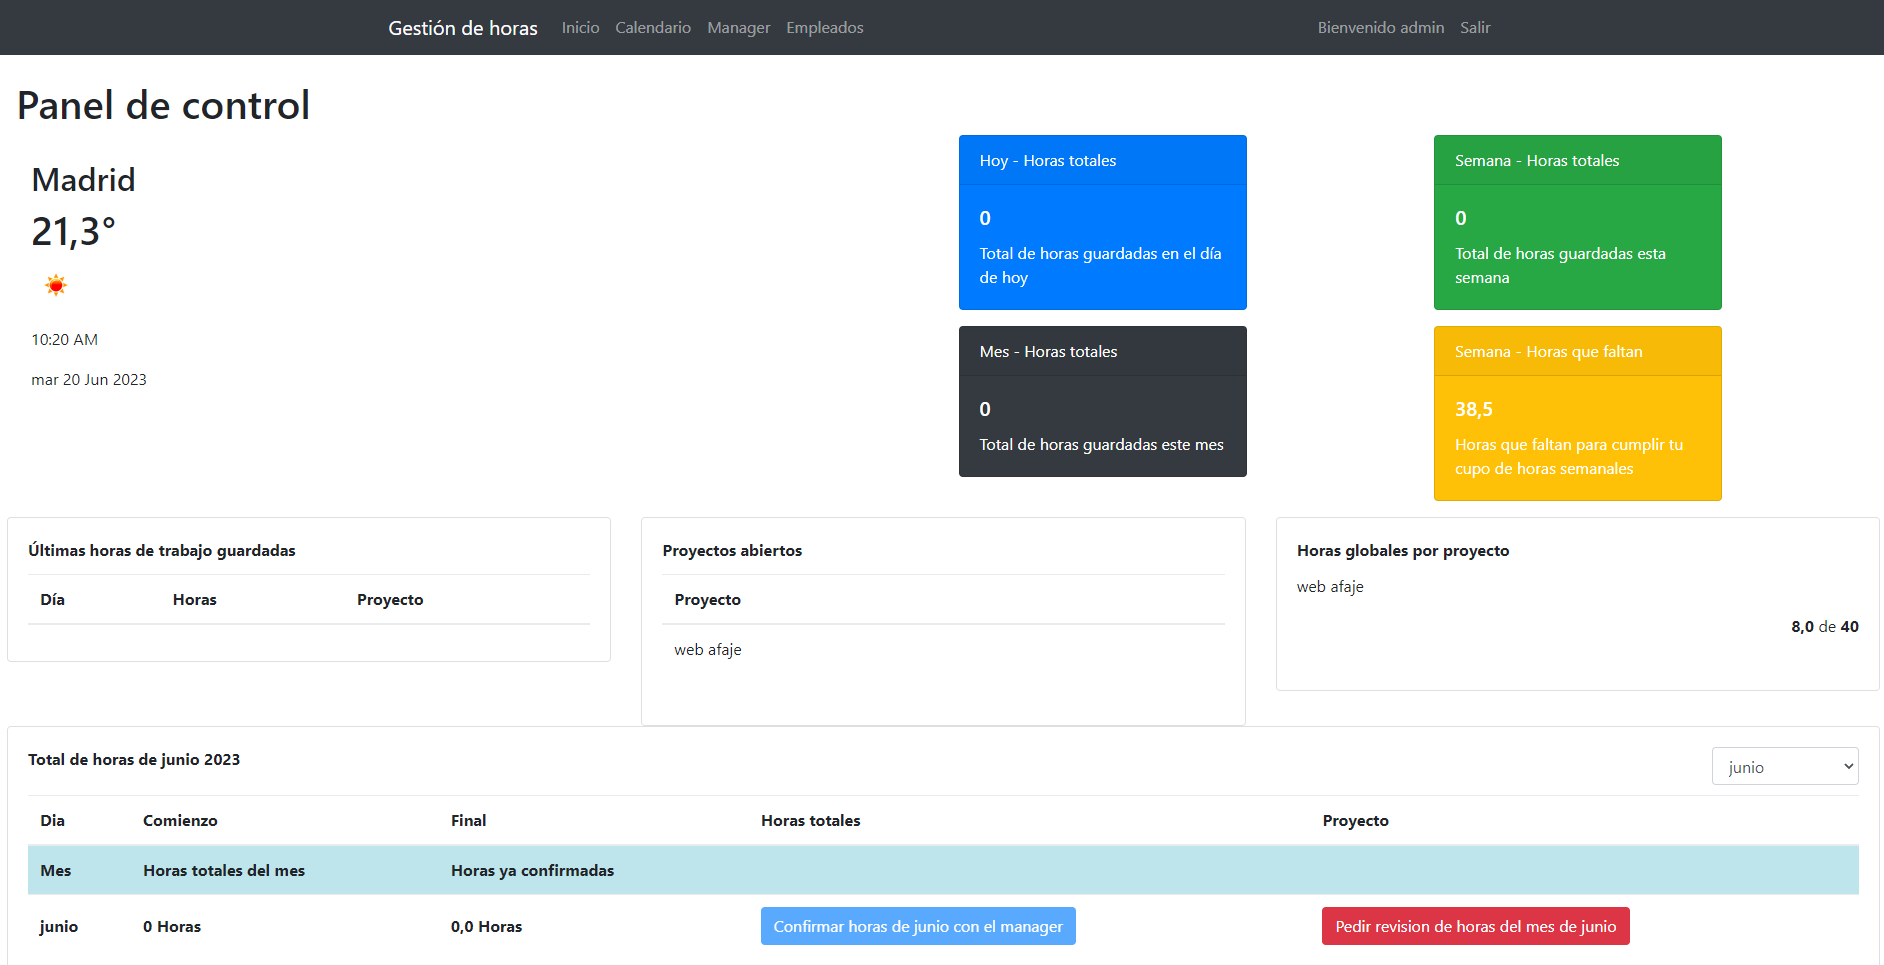 Gestión de horas Inicio Calendario Manager Empleados Bienvenido admin Salir
Panel de control
Madrid
21,3°
10:20 AM
mar 20 Jun 2023
Hoy - Horas totales
0
Total de horas guardadas en el día
de hoy
Semana - Horas totales
0
Total de horas guardadas esta
semana
Mes - Horas totales
0
Total de horas guardadas este mes
Semana - Horas que faltan
38,5
Horas que faltan para cumplir tu
cupo de horas semanales
Últimas horas de trabajo guardadas
Día Horas Proyecto
Proyectos abiertos
Proyecto
web afaje
Horas globales por proyecto
web afaje
8,0 de 40
Total de horas de junio 2023
junio
Dia Comienzo Final Horas totales Proyecto
Mes Horas totales del mes Horas ya confirmadas
junio 0 Horas 0,0 Horas Confirmar horas de junio con el manager Pedir revision de horas del mes de junio